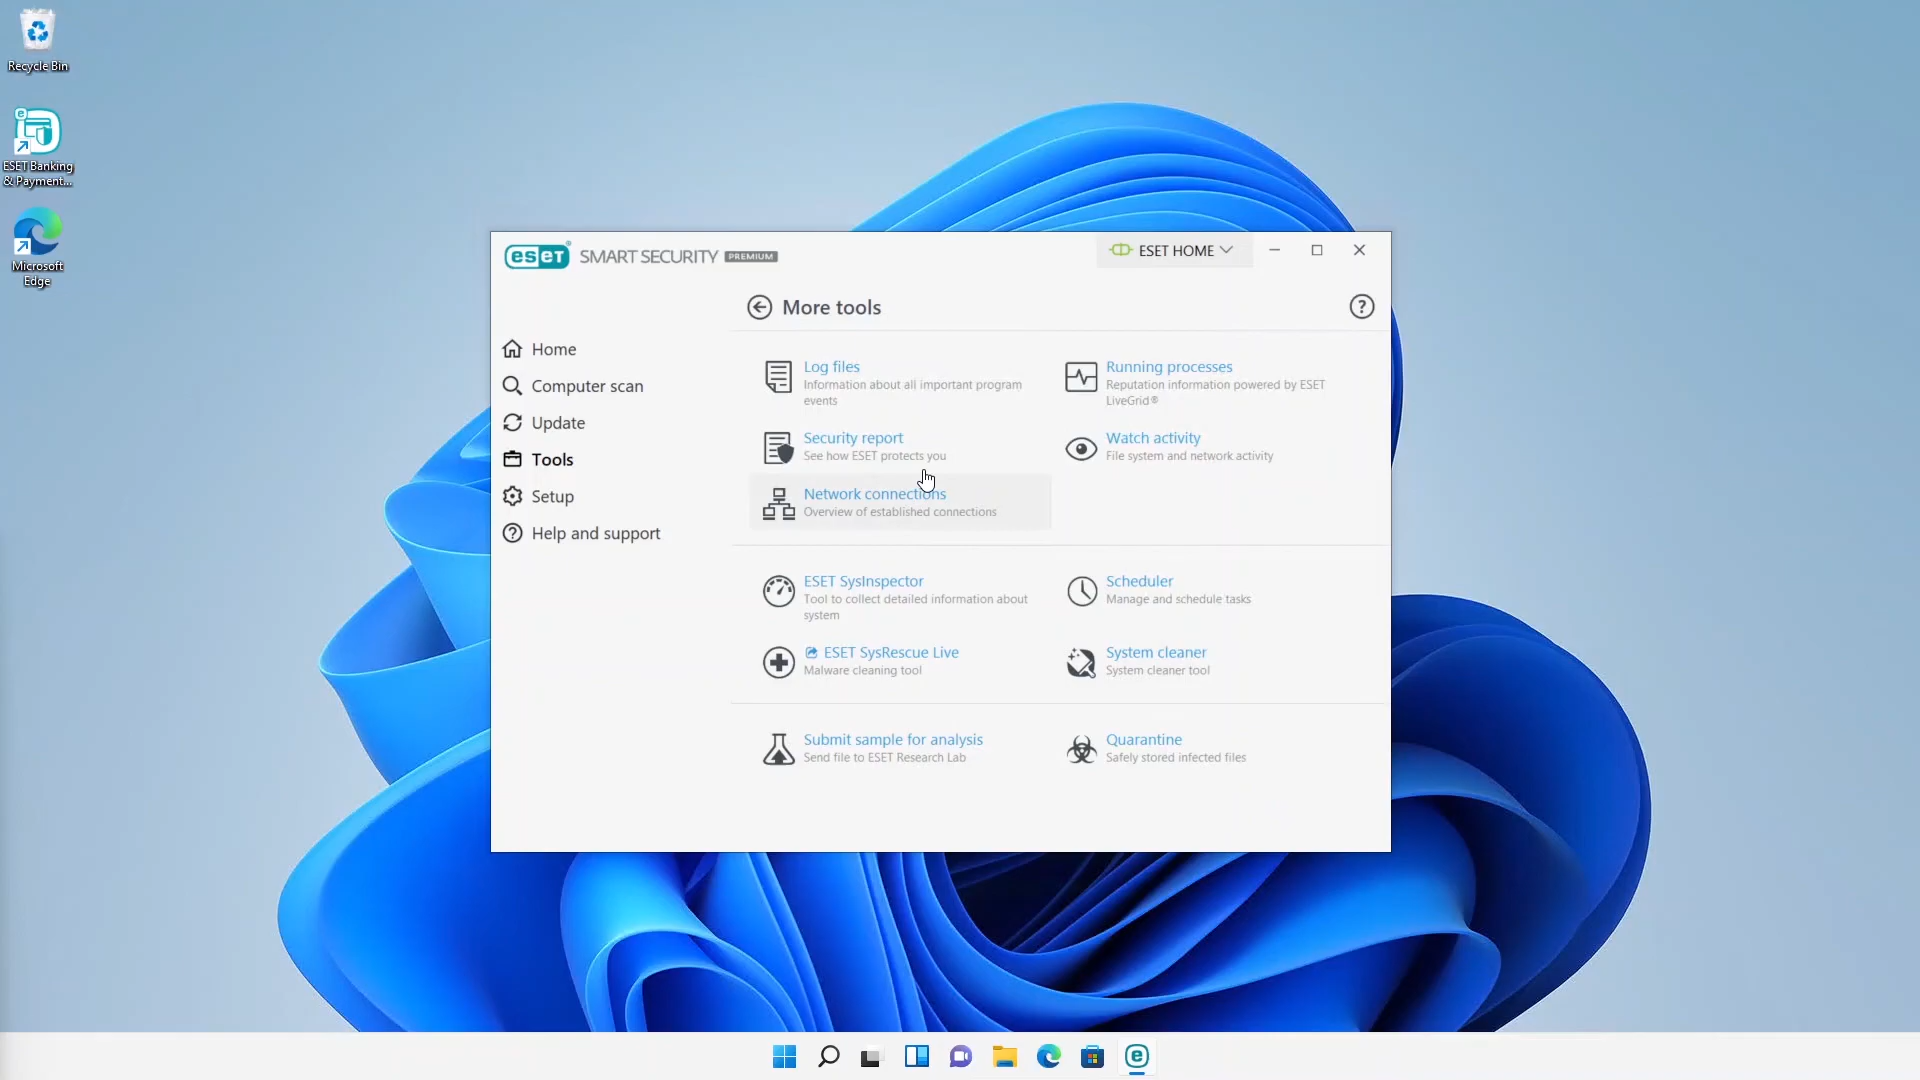 Recycle Bin
ESET Banking
& Payment...
Microsoft
Edge
eset SMART SECURITY PREMIUM
ESET HOME
More tools
Home
Computer scan
Update
Tools
Setup
Help and support
Log files
Information about all important program
events
Running processes
Reputation information powered by ESET
LiveGrid®
Security report
See how ESET protects you
Watch activity
File system and network activity
Network connections
Overview of established connections
ESET SysInspector
Tool to collect detailed information about
system
Scheduler
Manage and schedule tasks
ESET SysRescue Live
Malware cleaning tool
System cleaner
System cleaner tool
Submit sample for analysis
Send file to ESET Research Lab
Quarantine
Safely stored infected files